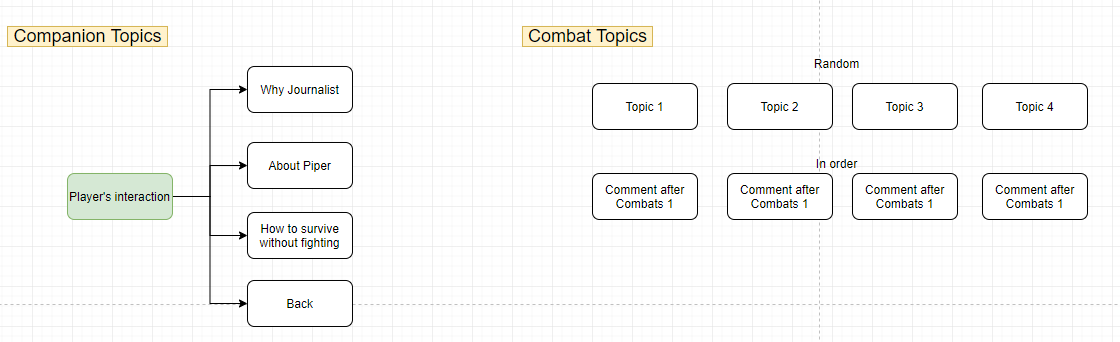 Companion Topics
Why Journalist
About Piper
Player's interaction
How to survive
without fighting
Back
Combat Topics
Random
Topic 1
Topic 2
Topic 3
Topic 4
In order
Comment after
Combats 1
Comment after
Combats 1
Comment after
Combats 1
Comment after
Combats 1